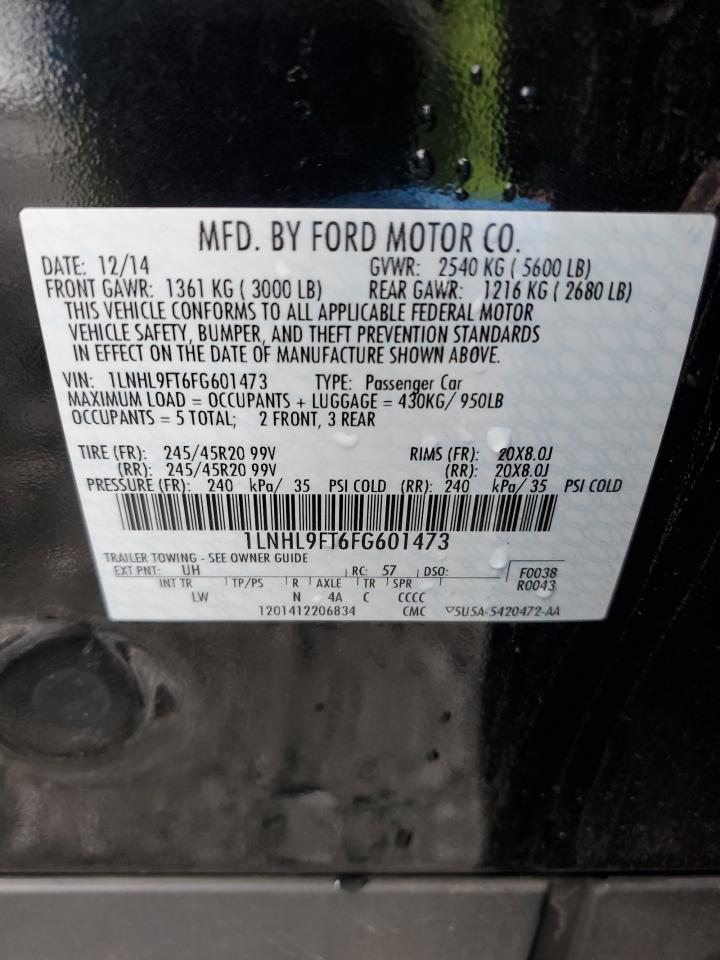 MFD. BY FORD MOTOR CO.
DATE: 12/14 GVWR: 2540 KG ( 5600 LB)
FRONT GAWR: 1361 KG ( 3000 LB) REAR GAWR: 1216 KG ( 2680 LB)
THIS VEHICLE CONFORMS TO ALL APPLICABLE FEDERAL MOTOR
VEHICLE SAFETY, BUMPER, AND THEFT PREVENTION STANDARDS
IN EFFECT ON THE DATE OF MANUFACTURE SHOWN ABOVE.
VIN: 1LNHL9FT6FG601473 TYPE: Passenger Car
MAXIMUM LOAD = OCCUPANTS + LUGGAGE = 430KG/ 950LB
OCCUPANTS = 5 TOTAL; 2 FRONT, 3 REAR
TIRE (FR): 245/45R20 99V RIMS (FR): 20X8.0J
(RR): 245/45R20 99V (RR): 20X8.0J
PRESSURE (FR): 240 kPa/ 35 PSI COLD (RR): 240 kPa/ 35 PSI COLD
1LNHL9FT6FG601473
TRAILER TOWING - SEE OWNER GUIDE
EXT PNT: UH RC: 57 DSO: F0038
R0043
INT TR TP/PS R AXLE TR SPR
LW N 4A C CCCC
1201412206834 CMC ▽5U5A-5420472-AA